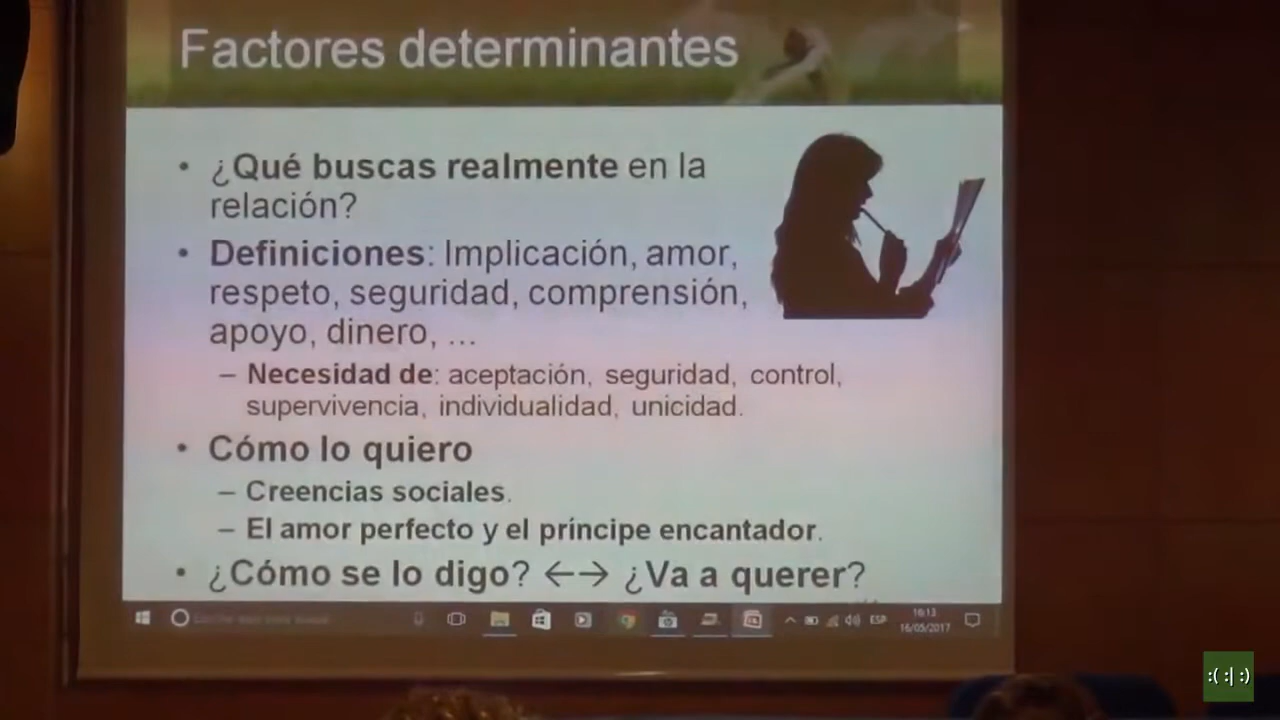 Factores determinantes
• ¿Qué buscas realmente en la
relación?
• Definiciones: Implicación, amor,
respeto, seguridad, comprensión,
apoyo, dinero, ...
– Necesidad de: aceptación, seguridad, control,
supervivencia, individualidad, unicidad.
• Cómo lo quiero
– Creencias sociales.
– El amor perfecto y el príncipe encantador.
• ¿Cómo se lo digo? ←→ ¿Va a querer?
ESP
16:13
16/05/2017
:( :| :)